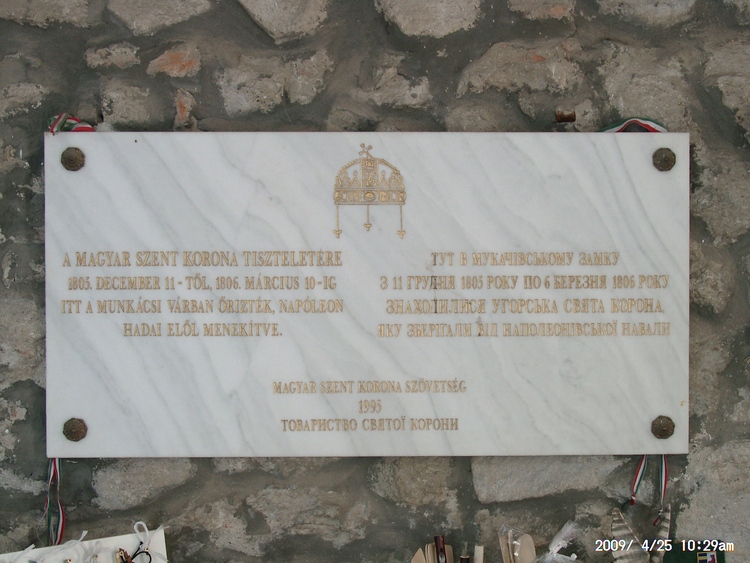 A MAGYAR SZENT KORONA TISZTELETÉRE
1805. DECEMBER 11 - TŐL, 1806. MÁRCIUS 10 - IG
ITT A MUNKÁCSI VÁRBAN ŐRIZTÉK, NAPÓLEON
HADAI ELŐL MENEKÍTVE.
ТУТ В МУКАЧІВСЬКОМУ ЗАМКУ
З 11 ГРУДНЯ 1805 РОКУ ПО 6 БЕРЕЗНЯ 1806 РОКУ
ЗНАХОДИЛИСЯ УГОРСЬКА СВЯТА КОРОНА
ЯКУ ЗБЕРІГАЛИ ВІД НАПОЛЕОНІВСЬКОЇ НАВАЛИ
MAGYAR SZENT KORONA SZÖVETSÉG
1995
ТОВАРИСТВО СВЯТОЇ КОРОНИ
2009/ 4/25 10:29am